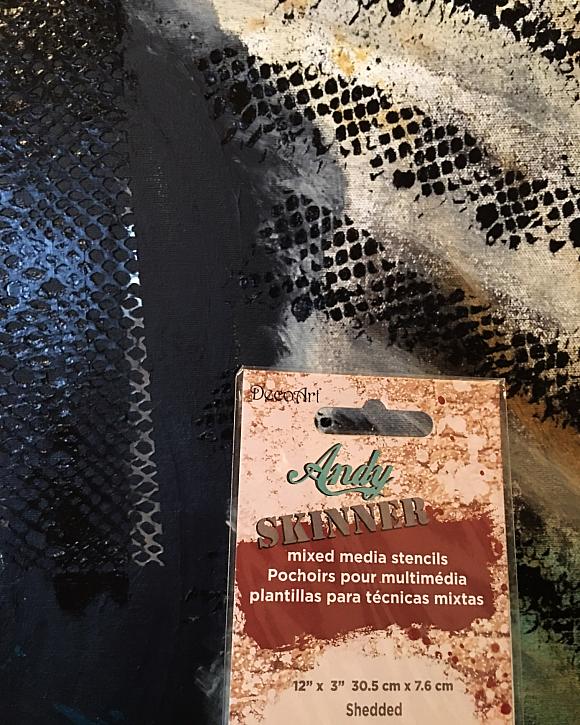 DecoArt
Andy
SKINNER
mixed media stencils
Pochoirs pour multimédia
plantillas para técnicas mixtas
12" x 3" 30.5 cm x 7.6 cm
Shedded